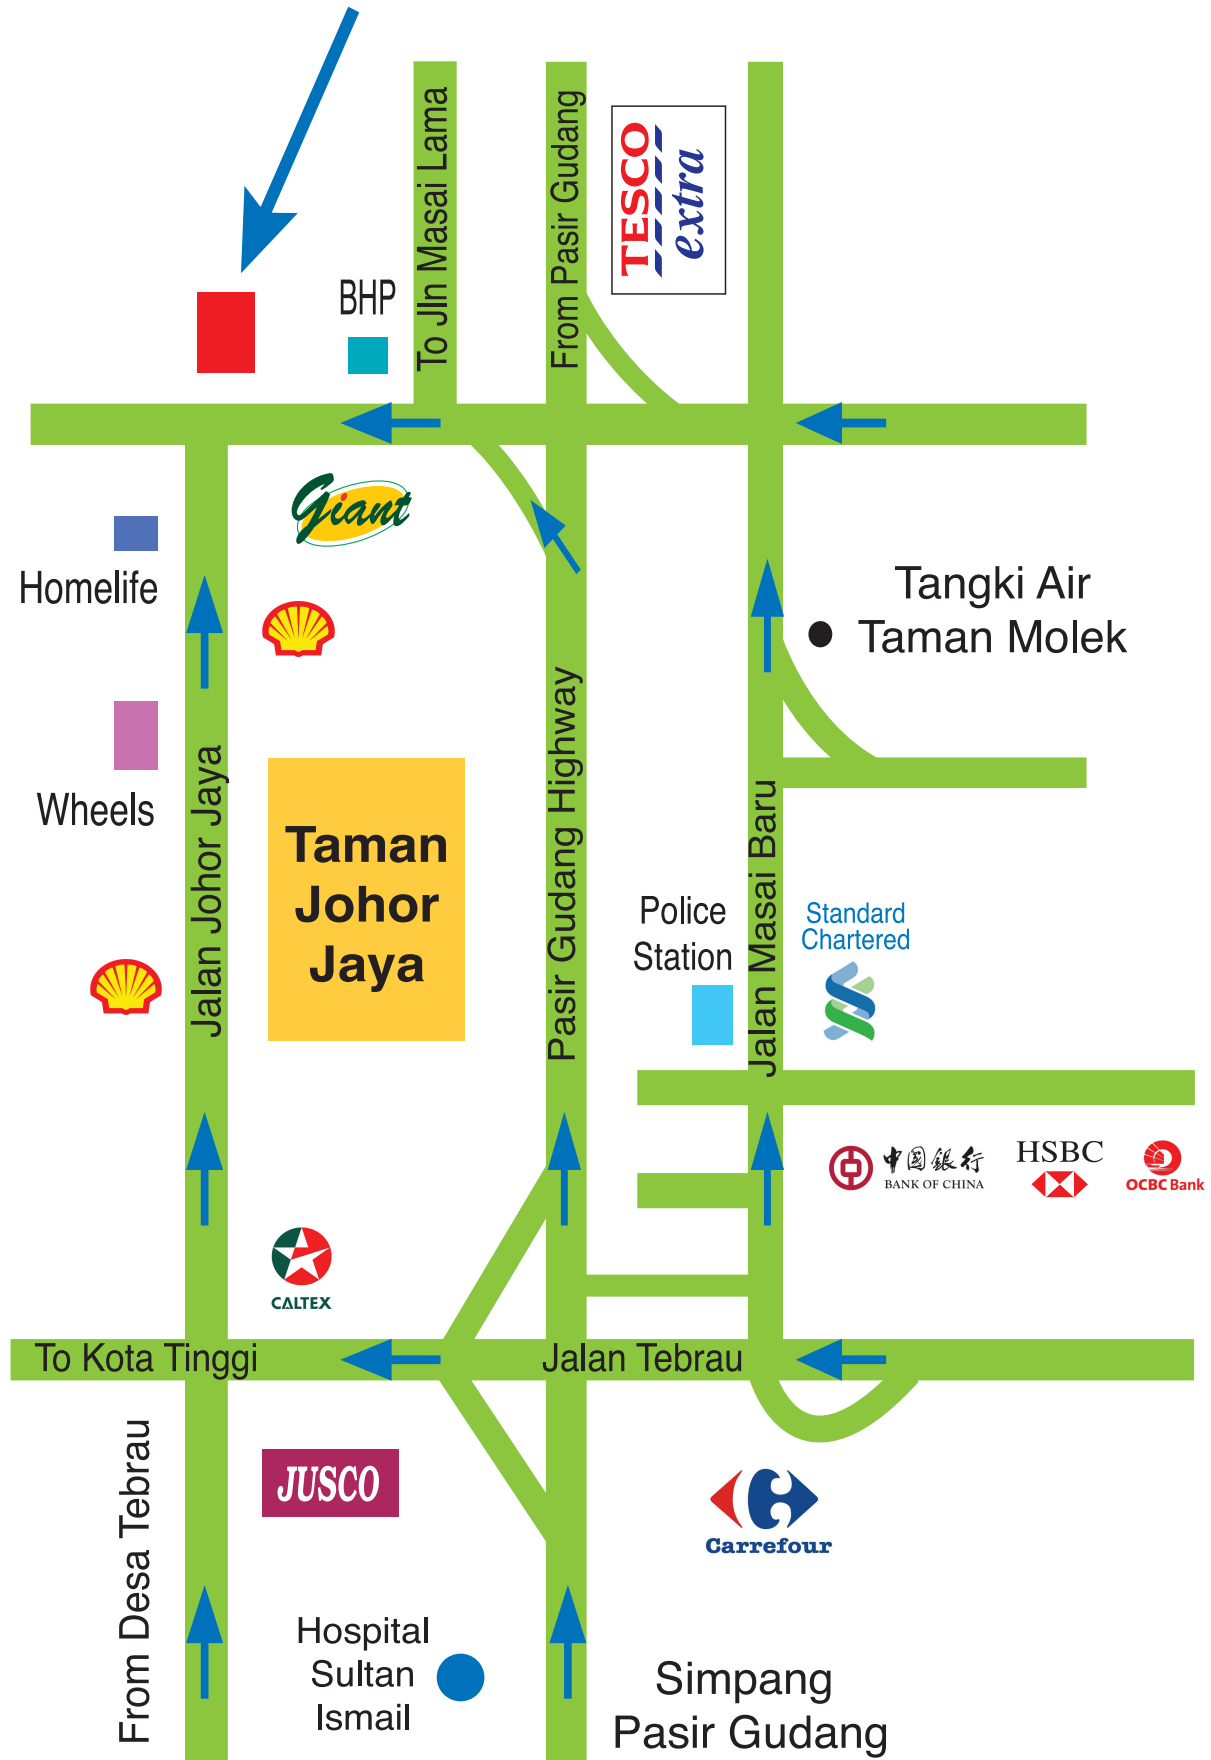 To Jln Masai Lama
From Pasir Gudang
TESCO
extra
BHP
Giant
Homelife
Tangki Air
Taman Molek
Wheels
Jalan Johor Jaya
Taman
Johor
Jaya
Pasir Gudang Highway
Jalan Masai Baru
Police
Station
Standard
Chartered
中国銀行
BANK OF CHINA
HSBC
OCBC Bank
CALTEX
To Kota Tinggi
Jalan Tebrau
From Desa Tebrau
JUSCO
Carrefour
Hospital
Sultan
Ismail
Simpang
Pasir Gudang